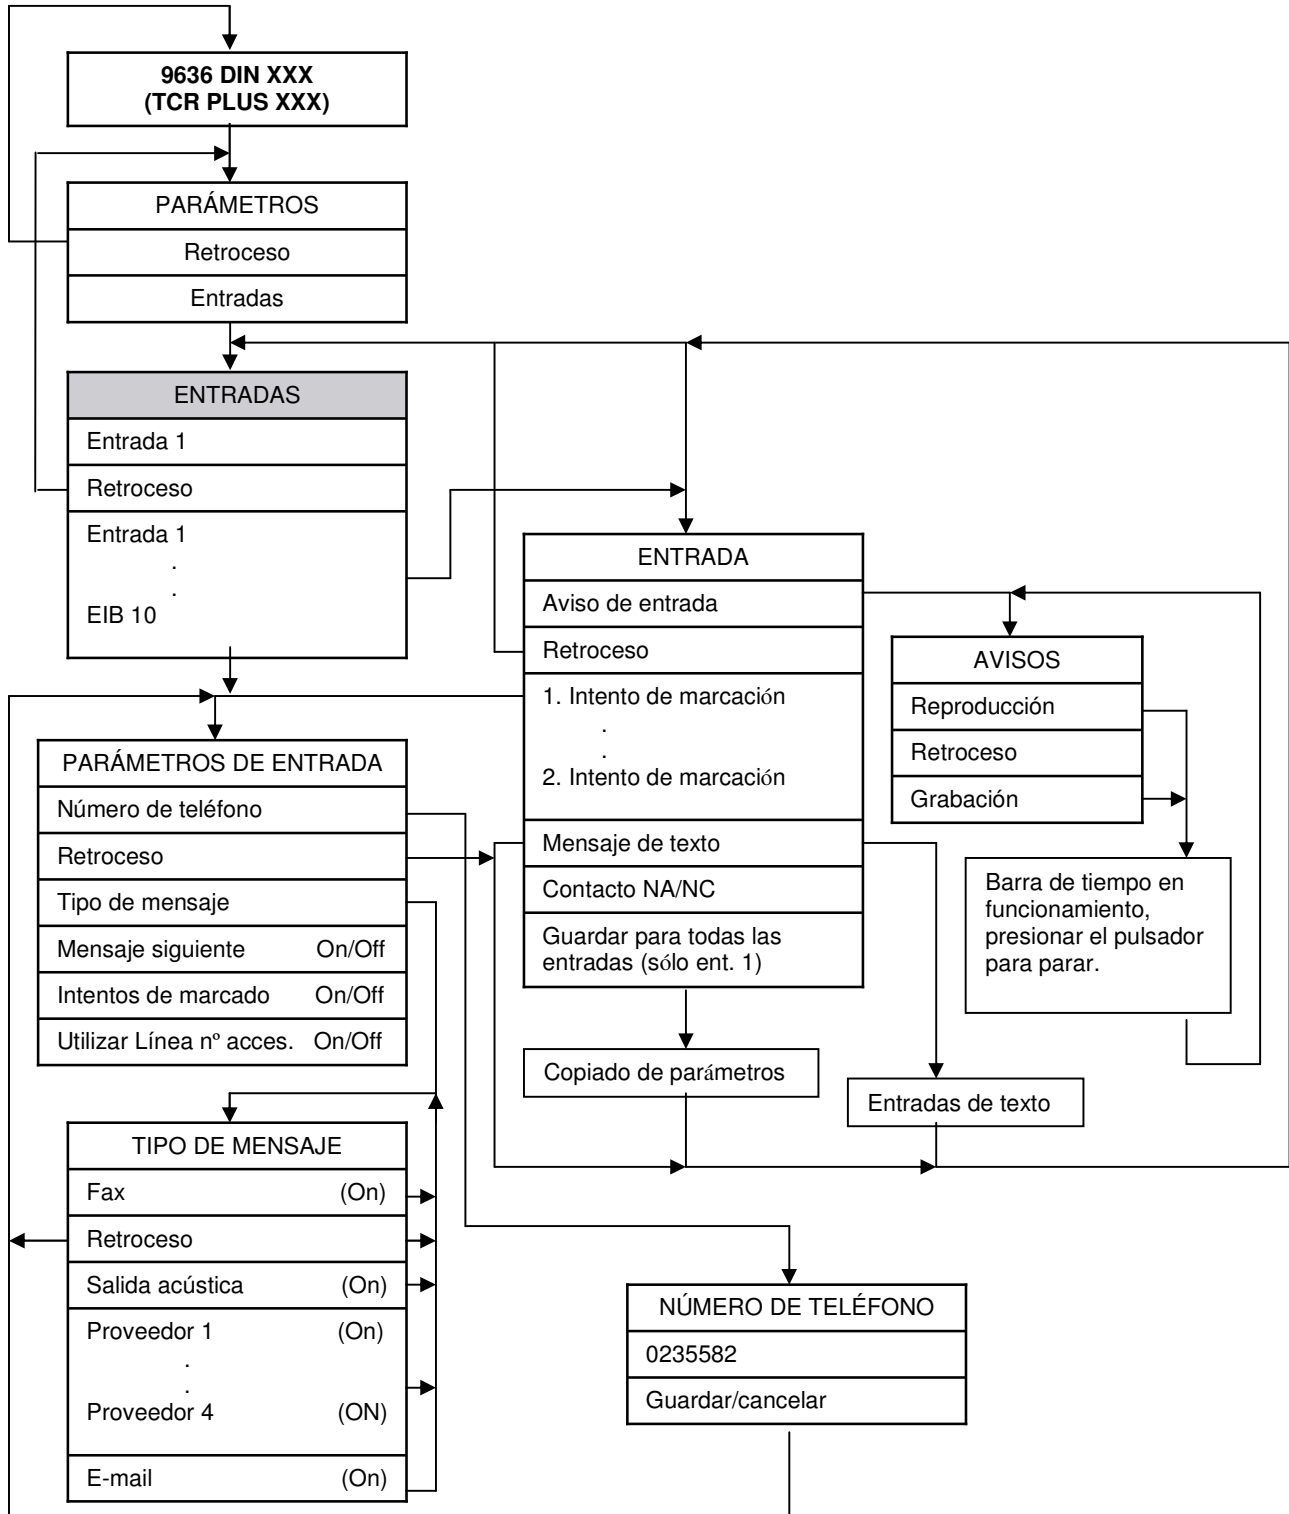 9636 DIN XXX
(TCR PLUS XXX)
PARÁMETROS
Retroceso
Entradas
ENTRADAS
Entrada 1
Retroceso
Entrada 1
.
.
EIB 10
ENTRADA
Aviso de entrada
Retroceso
1. Intento de marcación
.
.
2. Intento de marcación
Mensaje de texto
Contacto NA/NC
Guardar para todas las
entradas (sólo ent. 1)
AVISOS
Reproducción
Retroceso
Grabación
Barra de tiempo en
funcionamiento,
presionar el pulsador
para parar.
PARÁMETROS DE ENTRADA
Número de teléfono
Retroceso
Tipo de mensaje
Mensaje siguiente On/Off
Intentos de marcado On/Off
Utilizar Línea nº acces. On/Off
Copiado de parámetros
Entradas de texto
TIPO DE MENSAJE
Fax (On)
Retroceso
Salida acústica (On)
Proveedor 1 (On)
.
.
Proveedor 4 (ON)
E-mail (On)
NÚMERO DE TELÉFONO
0235582
Guardar/cancelar